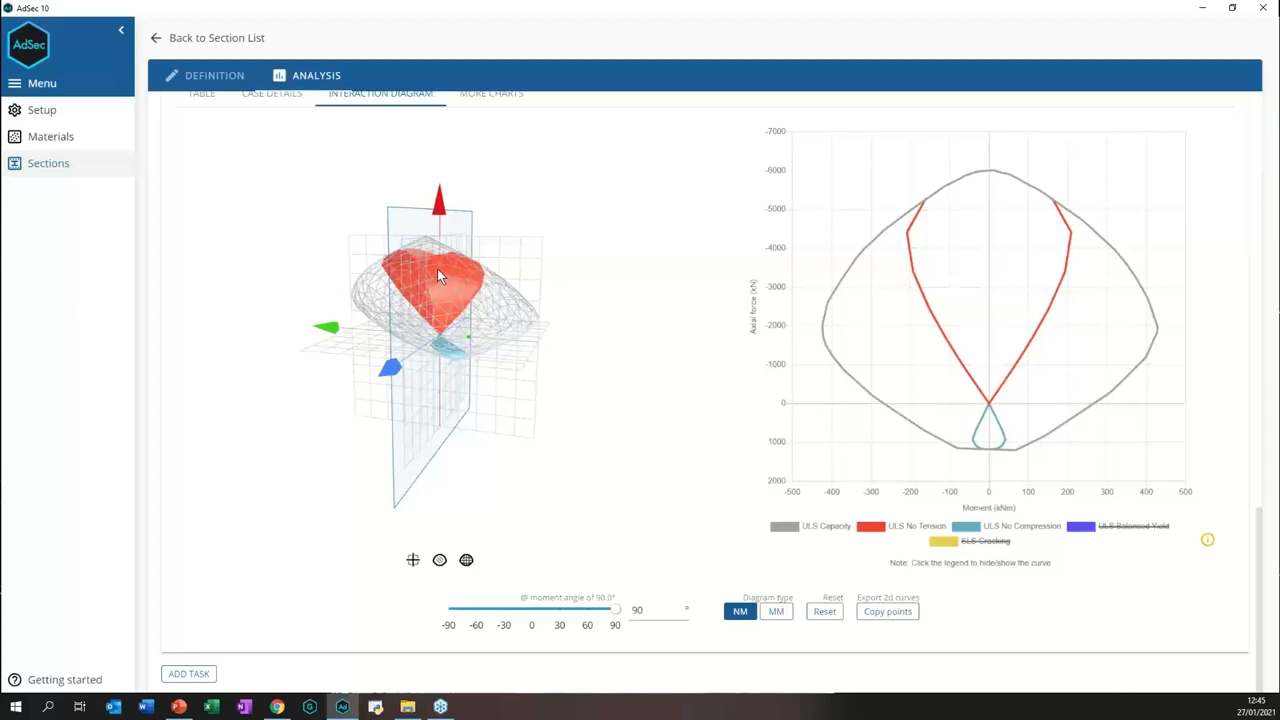 AdSec 10
AdSec
Back to Section List
Menu
DEFINITION
ANALYSIS
Setup
Materials
Sections
TABLE
CASE DETAILS
INTERACTION DIAGRAM
MORE CHARTS
-7000
-6000
-5000
-4000
-3000
-2000
-1000
0
1000
2000
Axial force (kN)
-500 -400 -300 -200 -100 0 100 200 300 400 500
Moment (kNm)
ULS Capacity ULS No Tension ULS No Compression ULS Balanced Yield
SLS Cracking
Note: Click the legend to hide/show the curve
@ moment angle of 90.0°
90 °
-90 -60 -30 0 30 60 90
Diagram type Reset Export 2d curves
NM MM Reset Copy points
ADD TASK
Getting started
12:45
27/01/2021